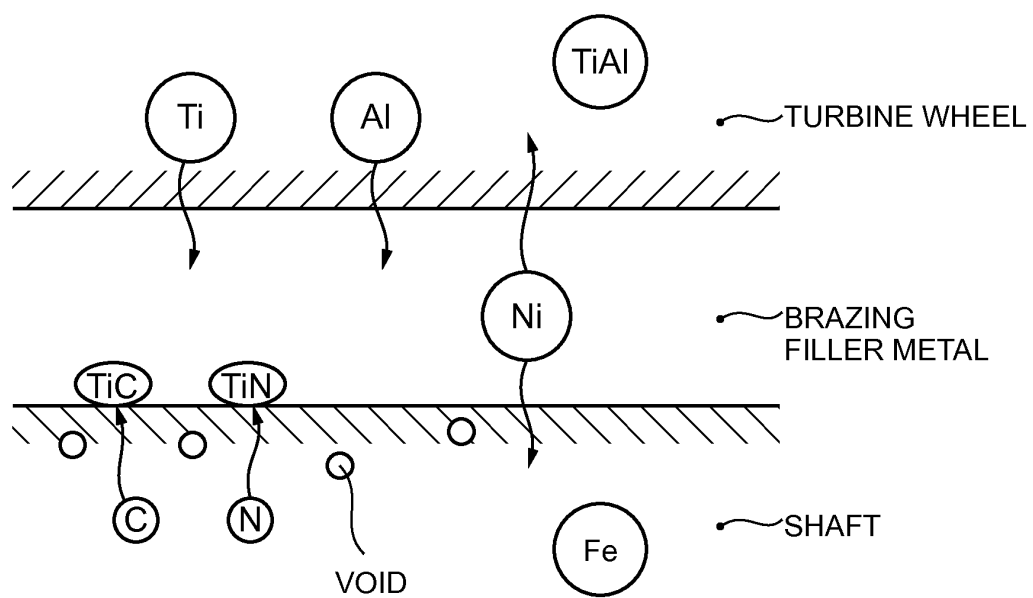 TiAl
Ti
Al
TURBINE WHEEL
Ni
BRAZING
FILLER METAL
TiC
TiN
C
N
SHAFT
Fe
VOID